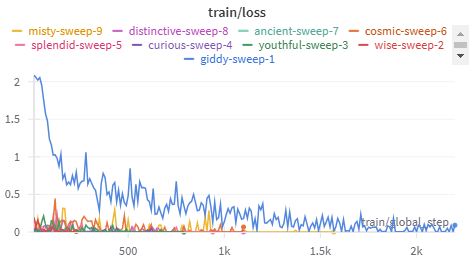 train/loss
misty-sweep-9 distinctive-sweep-8 ancient-sweep-7 cosmic-sweep-6
splendid-sweep-5 curious-sweep-4 youthful-sweep-3 wise-sweep-2
giddy-sweep-1
2
1.5
1
0.5
0
train/global_step
500 1k 1.5k 2k